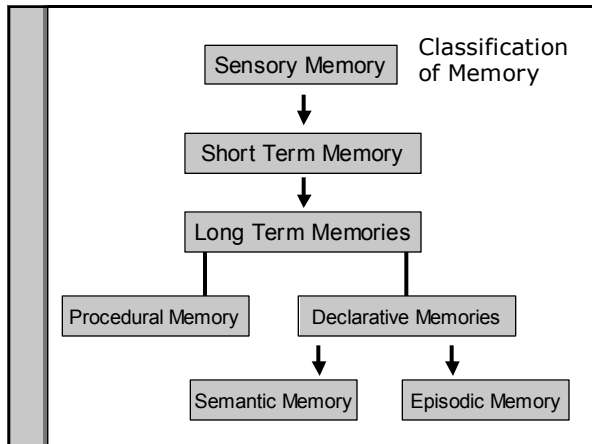 Classification
of Memory
Sensory Memory
Short Term Memory
Long Term Memories
Procedural Memory
Declarative Memories
Semantic Memory
Episodic Memory